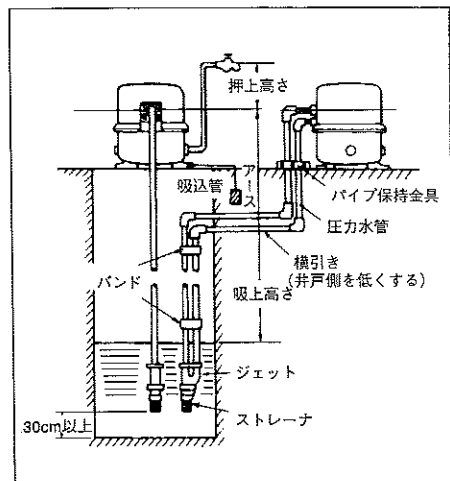 押上高さ
アース
吸込管
パイプ保持金具
圧力水管
横引き
(井戸側を低くする)
バンド
吸上高さ
ジェット
ストレーナ
30cm以上